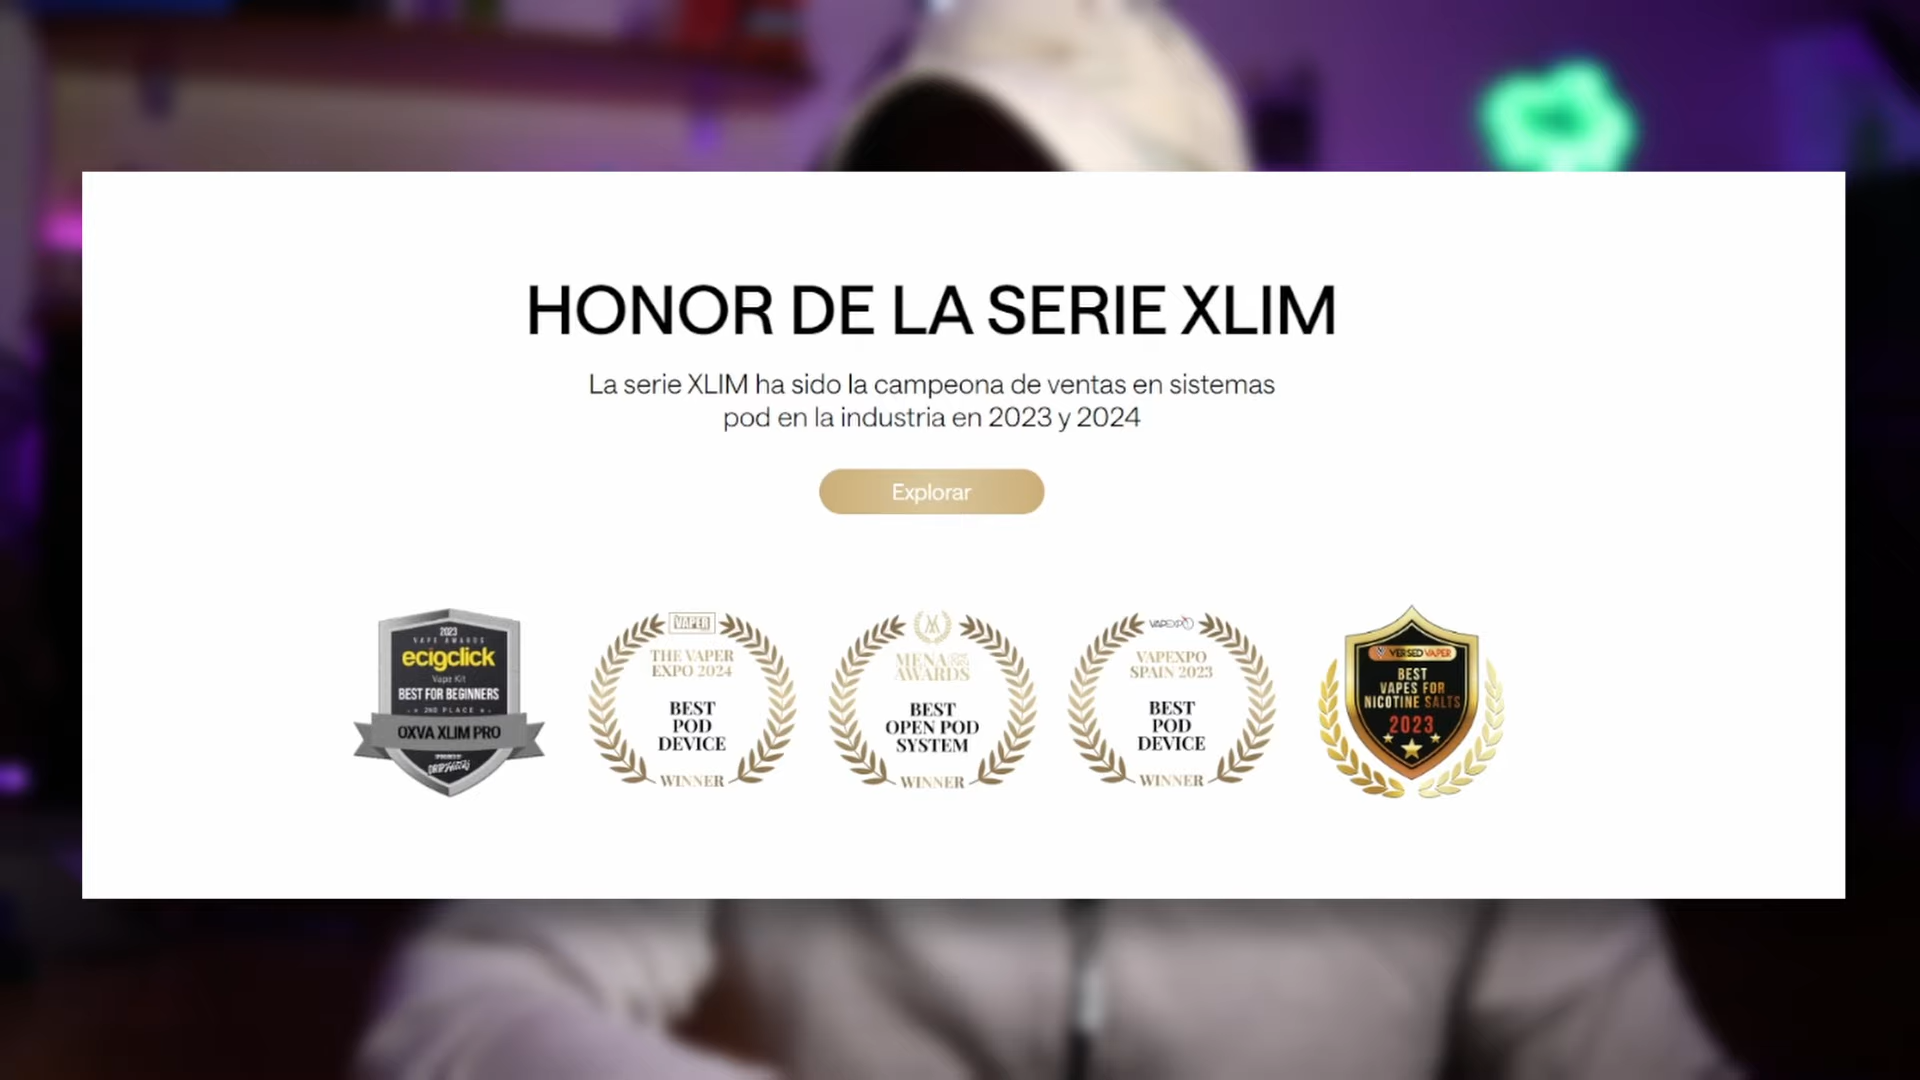 HONOR DE LA SERIE XLIM
La serie XLIM ha sido la campeona de ventas en sistemas
pod en la industria en 2023 y 2024
Explorar
2023
VAPE AWARDS
ecigclick
Vape Kit
BEST FOR BEGINNERS
2ND PLACE
OXVA XLIM PRO
VAPER
THE VAPER
EXPO 2024
BEST
POD
DEVICE
WINNER
MENA
AWARDS
BEST
OPEN POD
SYSTEM
WINNER
VAPEXPO
VAPEXPO
SPAIN 2023
BEST
POD
DEVICE
WINNER
VERSED VAPER
BEST
VAPES FOR
NICOTINE SALTS
2023